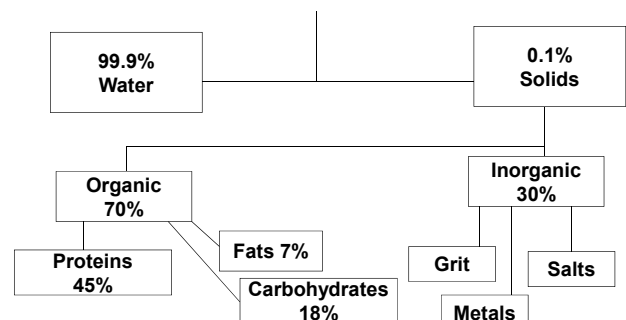 99.9%
Water
0.1%
Solids
Organic
70%
Inorganic
30%
Proteins
45%
Fats 7%
Carbohydrates
18%
Grit
Metals
Salts